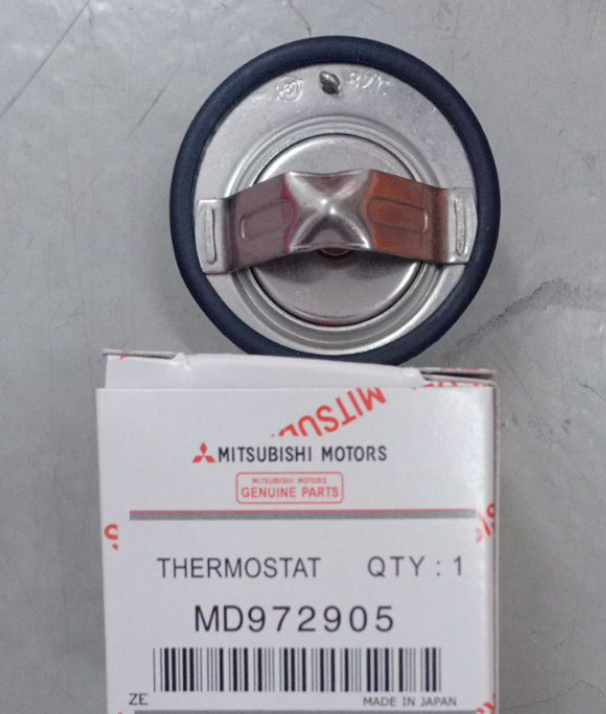 82°C
MITSUBISHI MOTORS
MITSUBISHI MOTORS
GENUINE PARTS
THERMOSTAT QTY : 1
MD972905
ZE MADE IN JAPAN